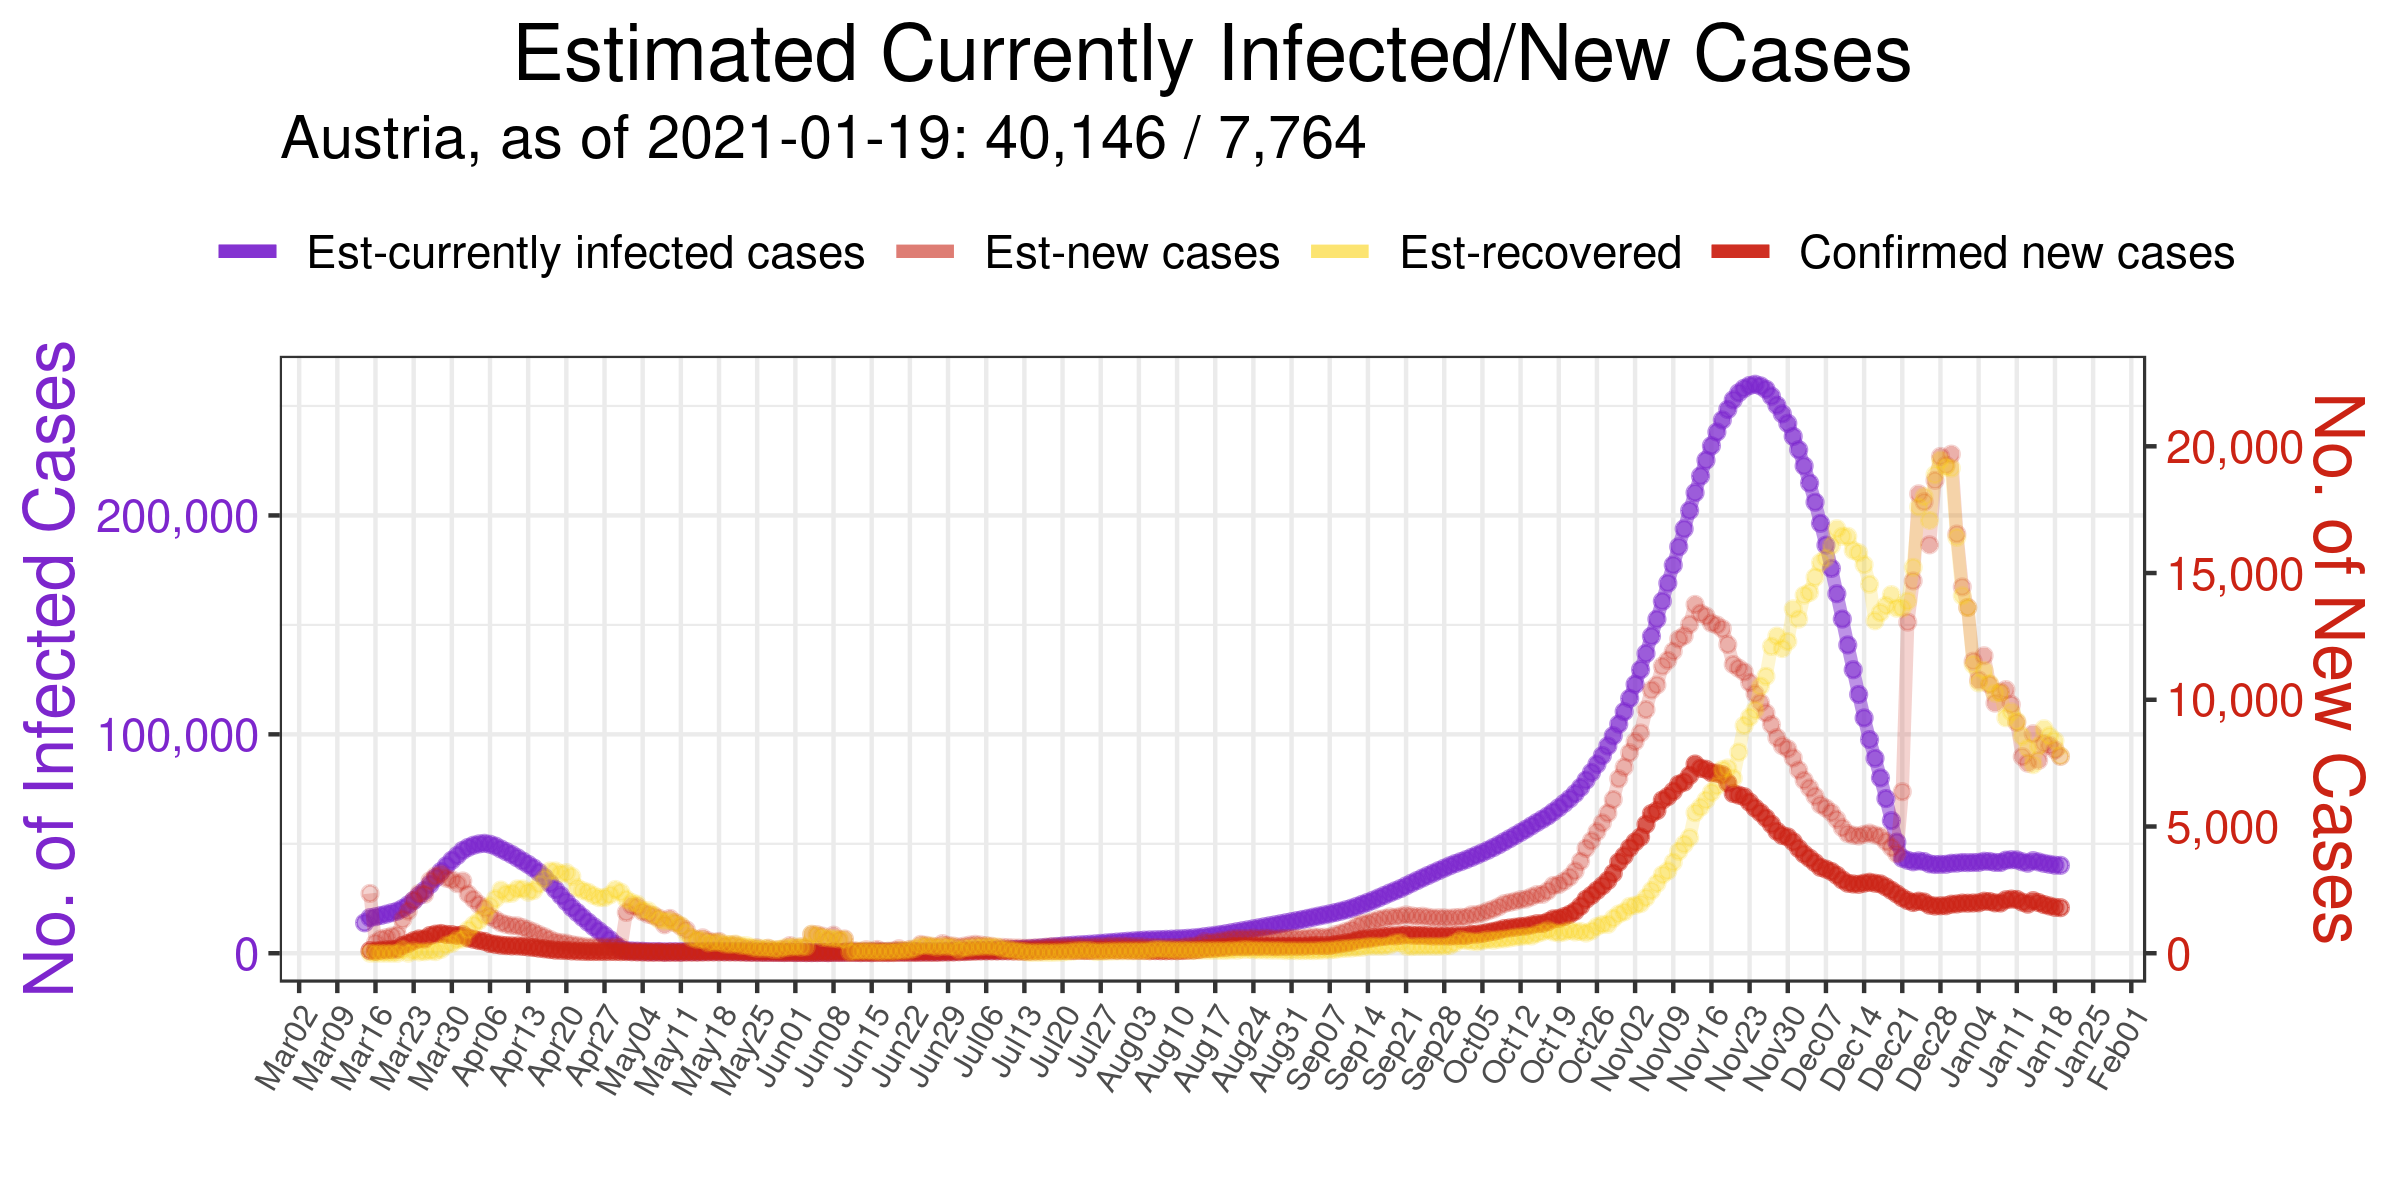 Estimated Currently Infected/New Cases
Austria, as of 2021-01-19: 40,146 / 7,764
Est-currently infected cases Est-new cases Est-recovered Confirmed new cases
No. of Infected Cases
200,000
100,000
0
20,000
15,000
10,000
5,000
0
No. of New Cases
Mar02 Mar09 Mar16 Mar23 Mar30 Apr06 Apr13 Apr20 Apr27 May04 May11 May18 May25 Jun01 Jun08 Jun15 Jun22 Jun29 Jul06 Jul13 Jul20 Jul27 Aug03 Aug10 Aug17 Aug24 Aug31 Sep07 Sep14 Sep21 Sep28 Oct05 Oct12 Oct19 Oct26 Nov02 Nov09 Nov16 Nov23 Nov30 Dec07 Dec14 Dec21 Dec28 Jan04 Jan11 Jan18 Jan25 Feb01